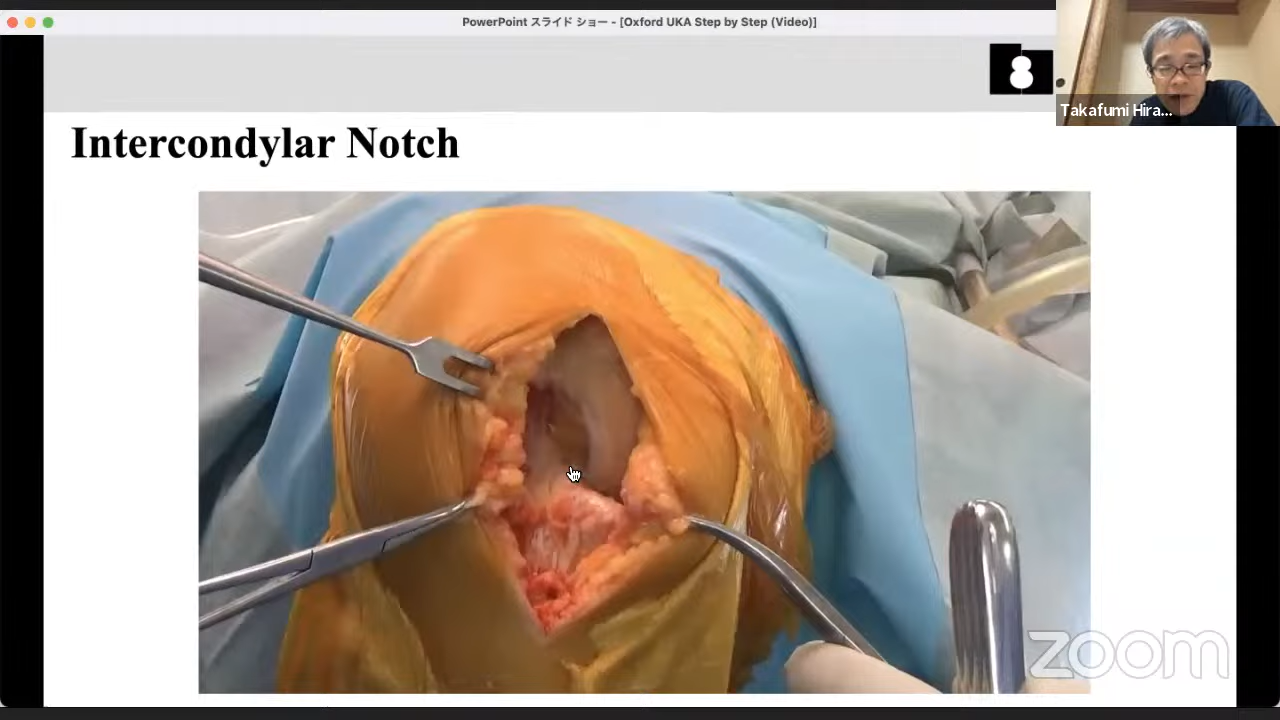 PowerPoint スライド ショー - [Oxford UKA Step by Step (Video)]
Takafumi Hira...
Intercondylar Notch
zoom